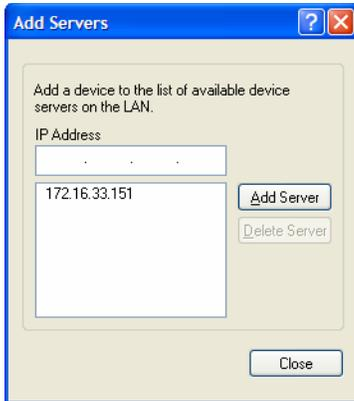 Add Servers
Add a device to the list of available device
servers on the LAN.
IP Address
. . .
172.16.33.151
Add Server
Delete Server
Close